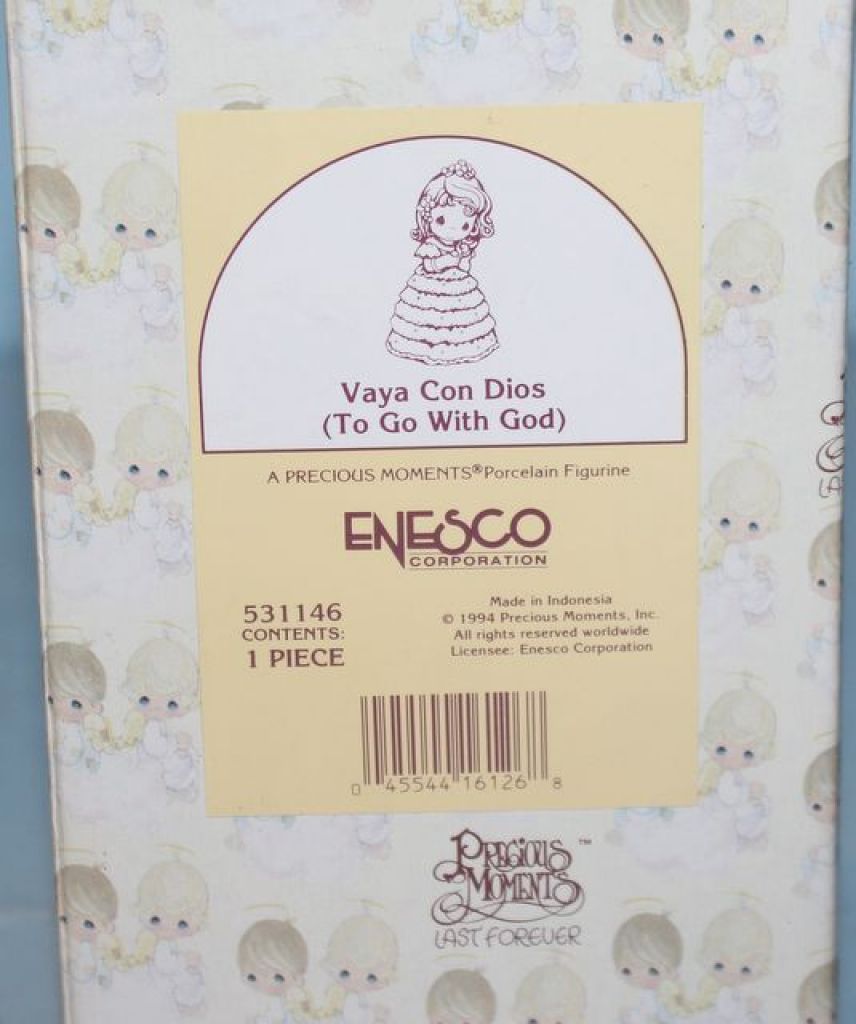 Vaya Con Dios
(To Go With God)
A PRECIOUS MOMENTS® Porcelain Figurine
ENESCO
CORPORATION
531146
CONTENTS:
1 PIECE
Made in Indonesia
© 1994 Precious Moments, Inc.
All rights reserved worldwide
Licensee: Enesco Corporation
0 45544 16126 8
PRECIOUS MOMENTS™
LAST FOREVER